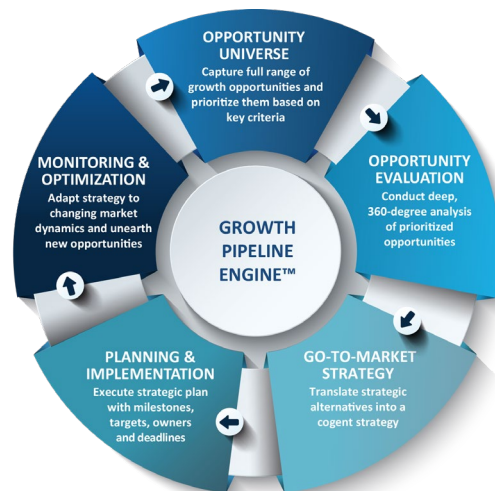 OPPORTUNITY
UNIVERSE
Capture full range of
growth opportunities and
prioritize them based on
key criteria
OPPORTUNITY
EVALUATION
Conduct deep,
360-degree analysis
of prioritized
opportunities
GO-TO-MARKET
STRATEGY
Translate strategic
alternatives into a
cogent strategy
PLANNING &
IMPLEMENTATION
Execute strategic plan
with milestones,
targets, owners
and deadlines
MONITORING &
OPTIMIZATION
Adapt strategy to
changing market
dynamics and unearth
new opportunities
GROWTH
PIPELINE
ENGINE™